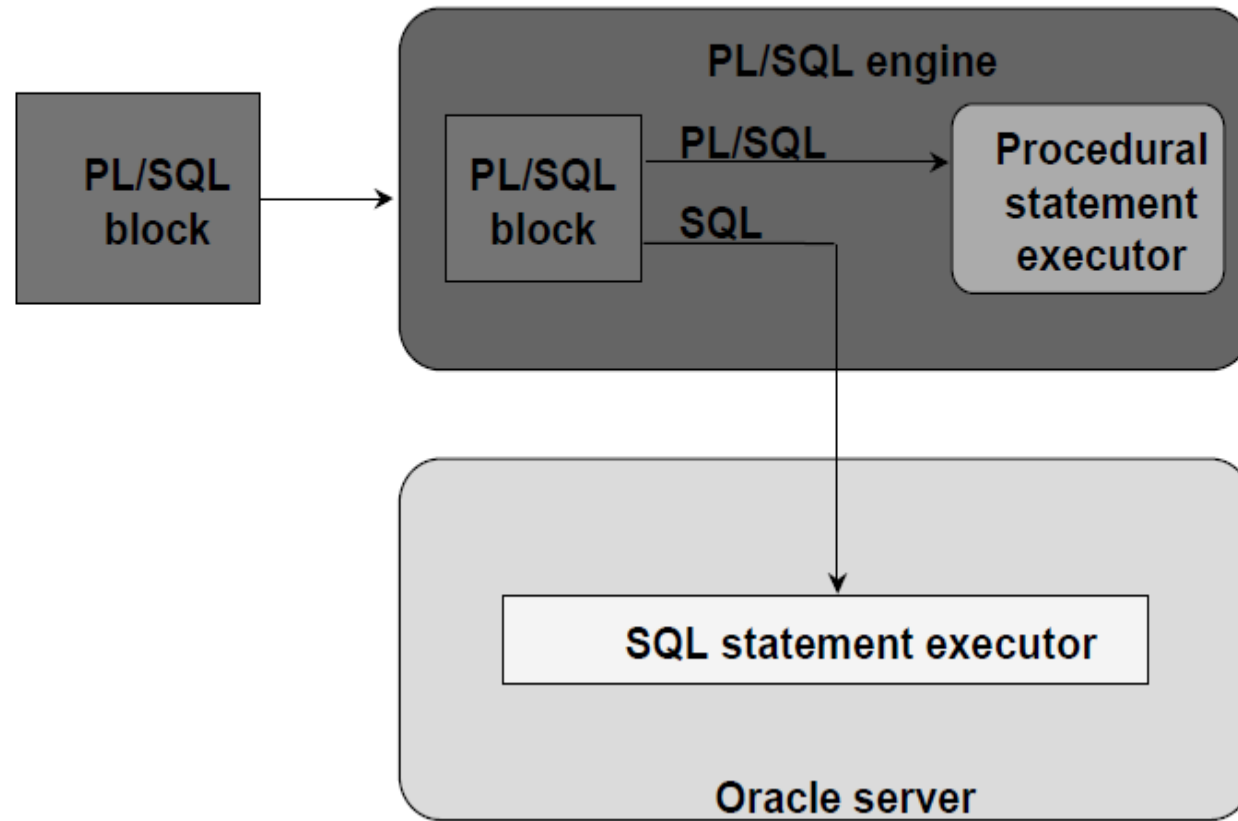 PL/SQL engine
PL/SQL
block
PL/SQL
block
PL/SQL
SQL
Procedural
statement
executor
SQL statement executor
Oracle server